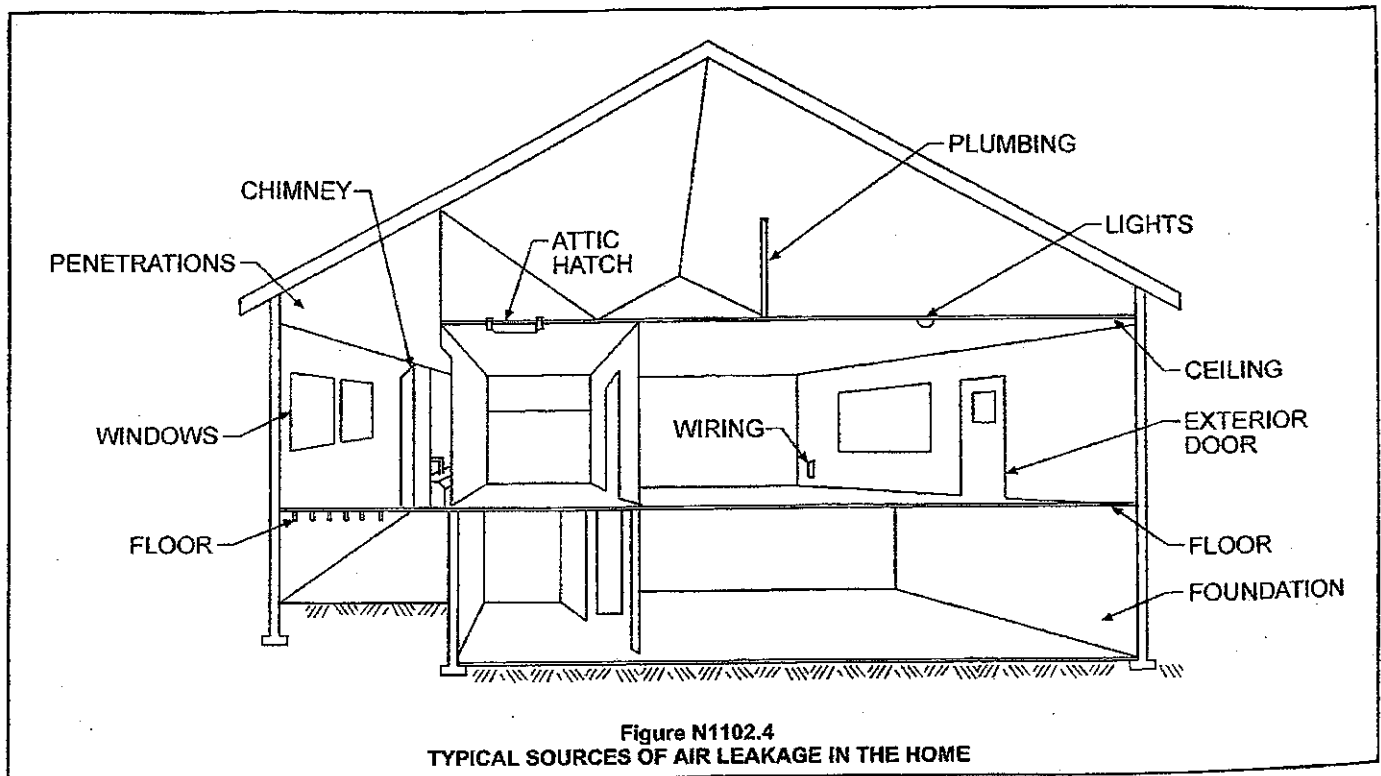 PLUMBING
CHIMNEY
LIGHTS
ATTIC
HATCH
PENETRATIONS
CEILING
WINDOWS
WIRING
EXTERIOR
DOOR
FLOOR
FLOOR
FOUNDATION
Figure N1102.4
TYPICAL SOURCES OF AIR LEAKAGE IN THE HOME